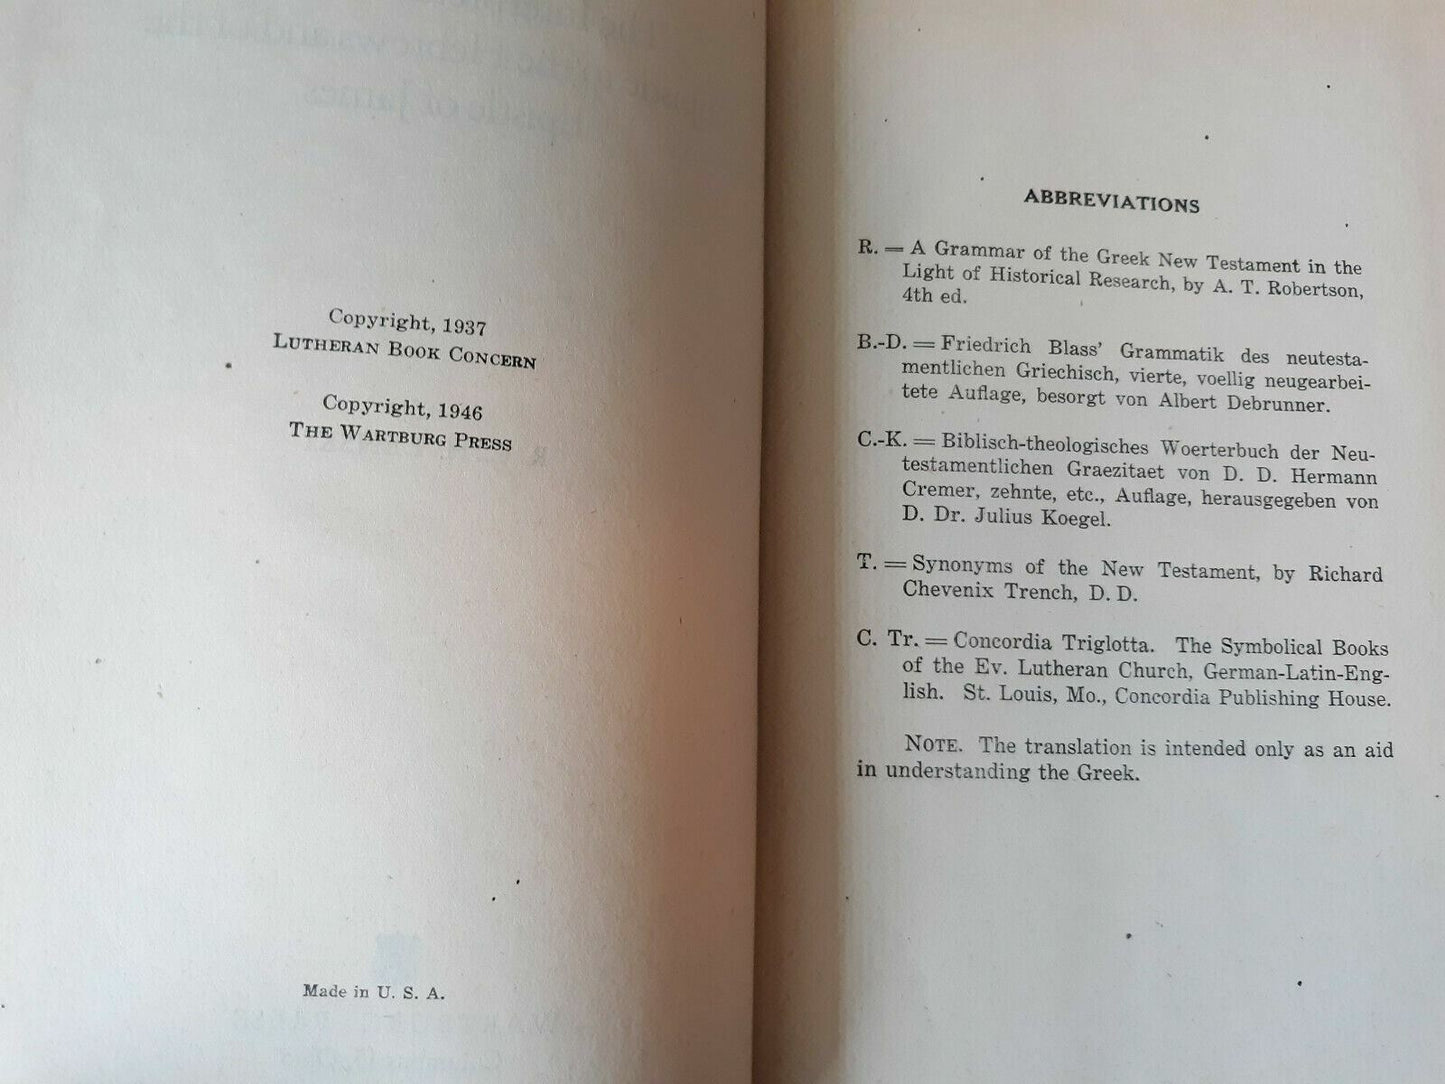 Copyright, 1937
LUTHERAN BOOK CONCERN
Copyright, 1946
THE WARTBURG PRESS
Made in U. S. A.
ABBREVIATIONS
R. = A Grammar of the Greek New Testament in the
Light of Historical Research, by A. T. Robertson,
4th ed.
B.-D. = Friedrich Blass' Grammatik des neutesta-
mentlichen Griechisch, vierte, voellig neugearbei-
tete Auflage, besorgt von Albert Debrunner.
C.-K. = Biblisch-theologisches Woerterbuch der Neu-
testamentlichen Graezitaet von D. D. Hermann
Cremer, zehnte, etc., Auflage, herausgegeben von
D. Dr. Julius Koegel.
T. = Synonyms of the New Testament, by Richard
Chevenix Trench, D. D.
C. Tr. = Concordia Triglotta. The Symbolical Books
of the Ev. Lutheran Church, German-Latin-Eng-
lish. St. Louis, Mo., Concordia Publishing House.
NOTE. The translation is intended only as an aid
in understanding the Greek.